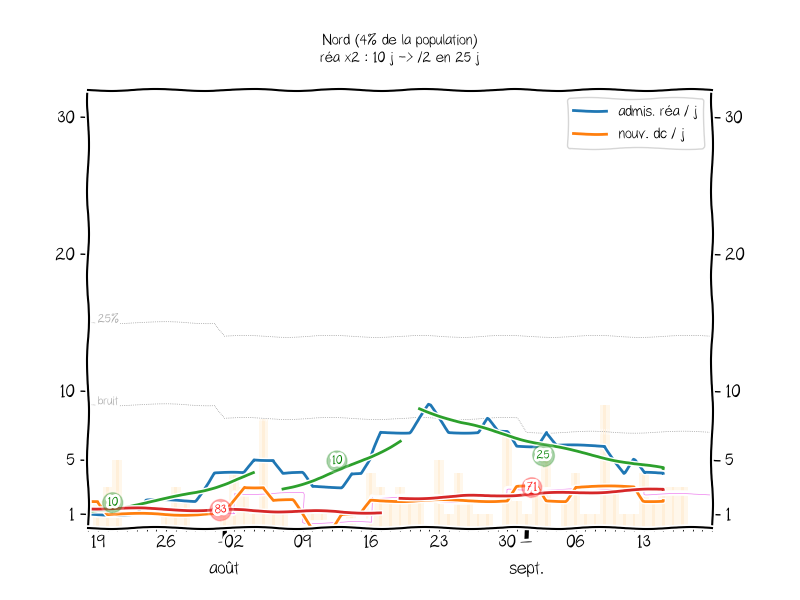 Nord (4% de la population)
réa x2 : 10 j -> /2 en 25 j
admis. réa / j
nouv. dc / j
30 30
20 20
25%
10 10
bruit
5 5
10 10 25
83 71
1 1
19 26 02 09 16 23 30 06 13
août sept.